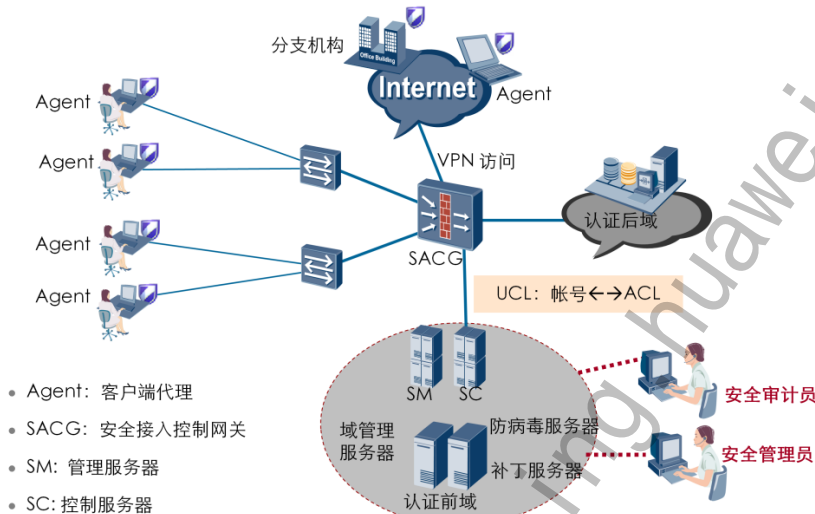 分支机构
Office Building
Internet
Agent
Agent
VPN 访问
Agent
认证后域
Agent
SACG
Agent
UCL：帐号←→ACL
SM
SC
安全审计员
域管理
服务器
防病毒服务器
补丁服务器
安全管理员
认证前域
• Agent：客户端代理
• SACG：安全接入控制网关
• SM: 管理服务器
• SC: 控制服务器
ng huawei